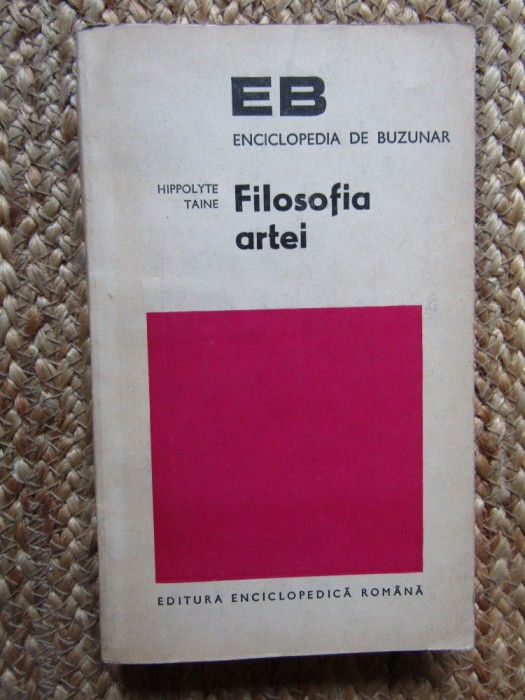 EB
ENCICLOPEDIA DE BUZUNAR
HIPPOLYTE
TAINE
Filosofia
artei
EDITURA ENCICLOPEDICĂ ROMÂNĂ